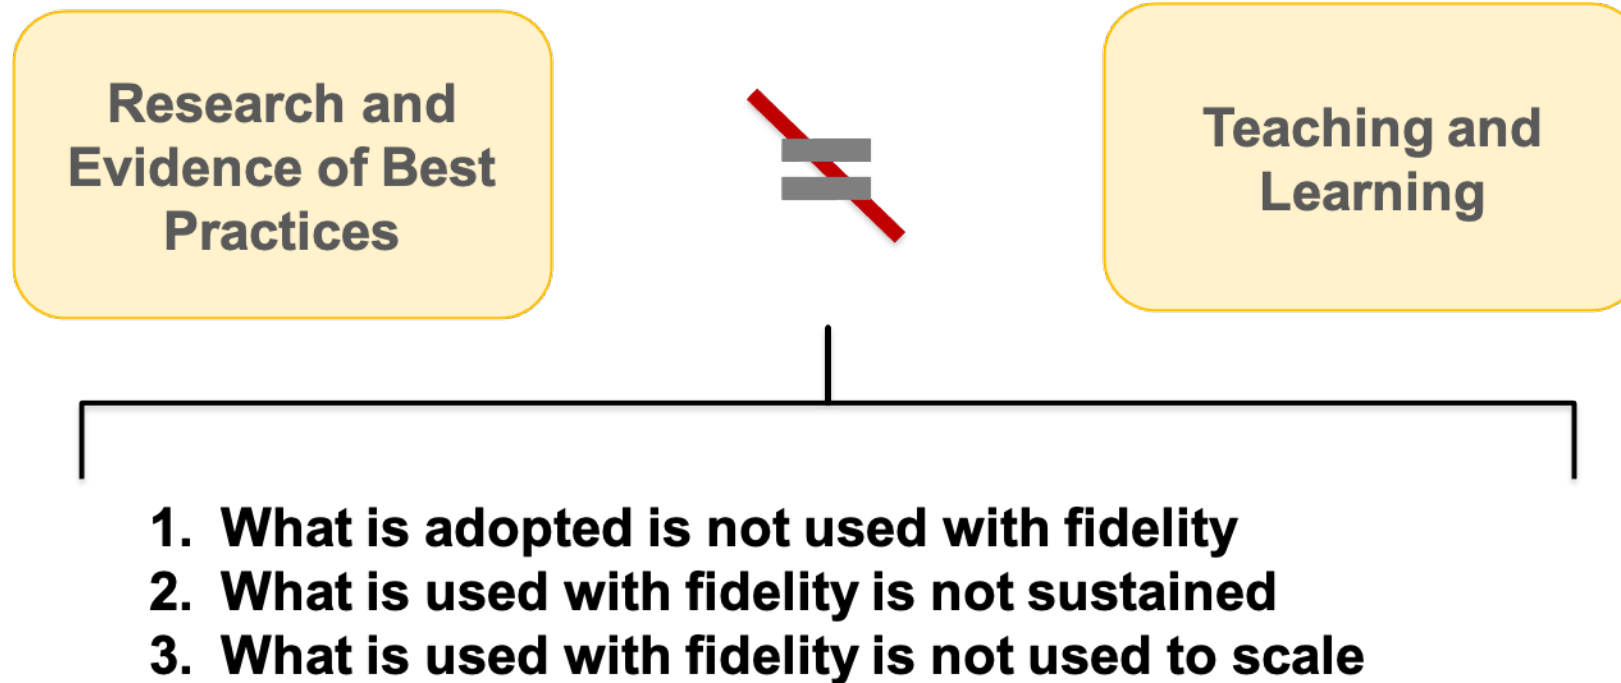 Research and
Evidence of Best
Practices
Teaching and
Learning
1. What is adopted is not used with fidelity
2. What is used with fidelity is not sustained
3. What is used with fidelity is not used to scale